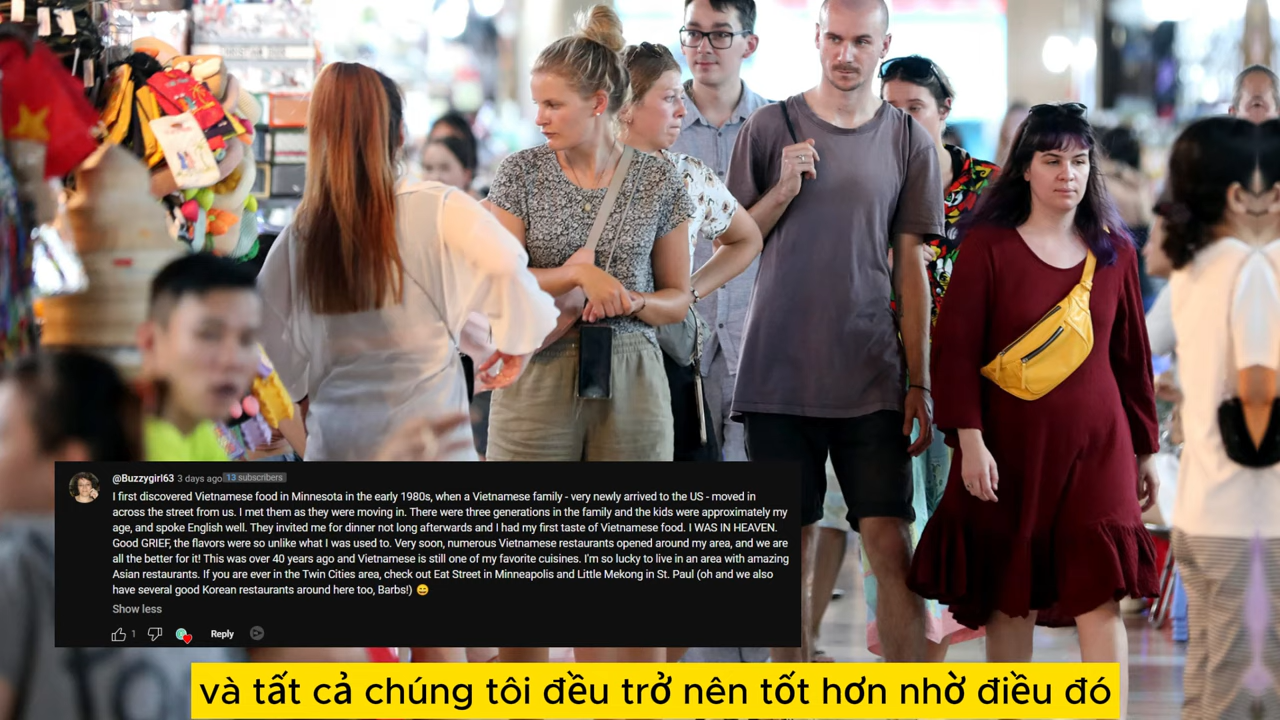 @Buzzygirl63 3 days ago 13 subscribers
I first discovered Vietnamese food in Minnesota in the early 1980s, when a Vietnamese family - very newly arrived to the US - moved in
across the street from us. I met them as they were moving in. There were three generations in the family and the kids were approximately my
age, and spoke English well. They invited me for dinner not long afterwards and I had my first taste of Vietnamese food. I WAS IN HEAVEN.
Good GRIEF, the flavors were so unlike what I was used to. Very soon, numerous Vietnamese restaurants opened around my area, and we are
all the better for it! This was over 40 years ago and Vietnamese is still one of my favorite cuisines. I'm so lucky to live in an area with amazing
Asian restaurants. If you are ever in the Twin Cities area, check out Eat Street in Minneapolis and Little Mekong in St. Paul (oh and we also
have several good Korean restaurants around here too, Barbs!) 😄
Show less
1 Reply
và tất cả chúng tôi đều trở nên tốt hơn nhờ điều đó